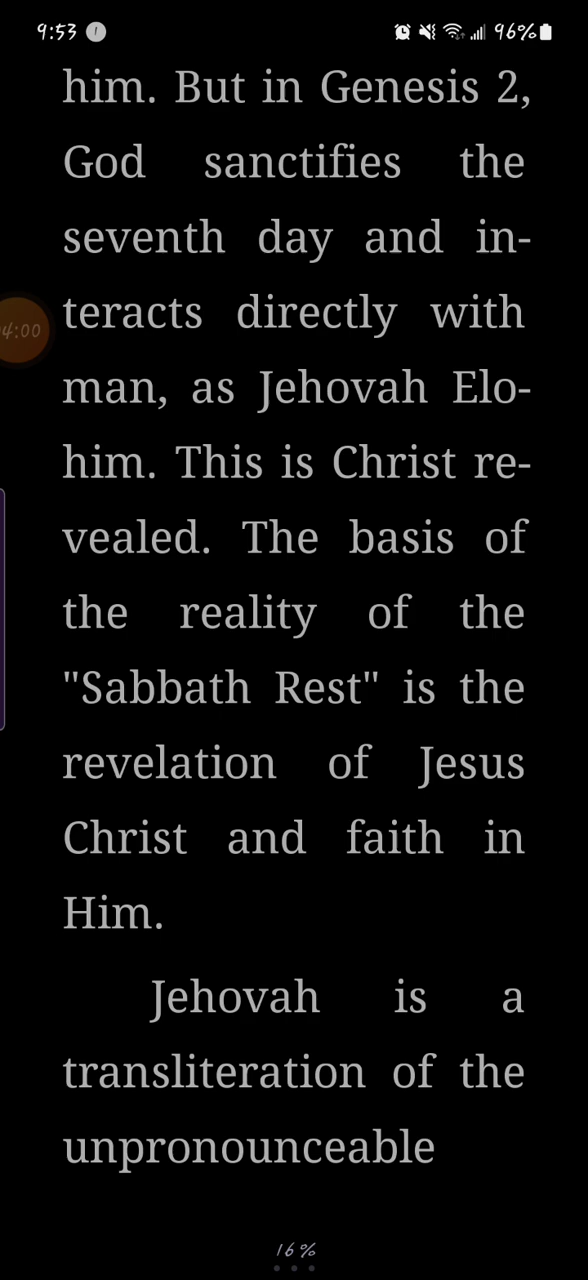 9:53
96%
him. But in Genesis 2,
God sanctifies the
seventh day and in-
teracts directly with
man, as Jehovah Elo-
him. This is Christ re-
vealed. The basis of
the reality of the
"Sabbath Rest" is the
revelation of Jesus
Christ and faith in
Him.
Jehovah is a
transliteration of the
unpronounceable
16%